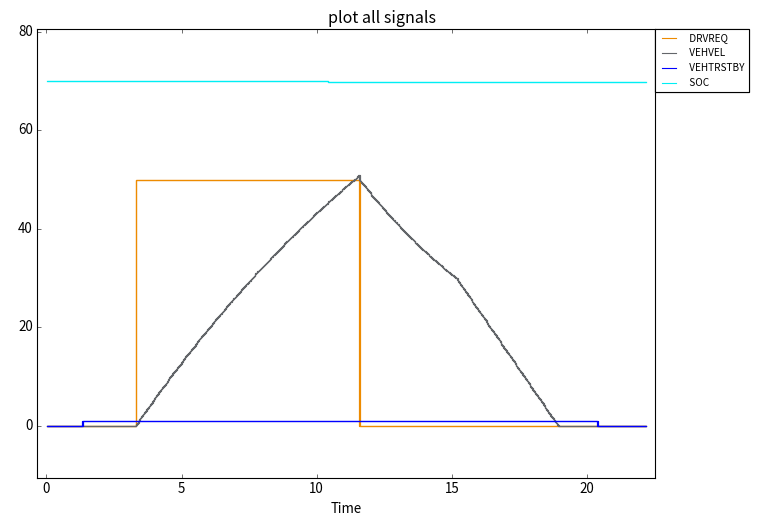 plot all signals
DRVREQ
VEHVEL
VEHTRSTBY
SOC
80
60
40
20
0
0 5 10 15 20
Time